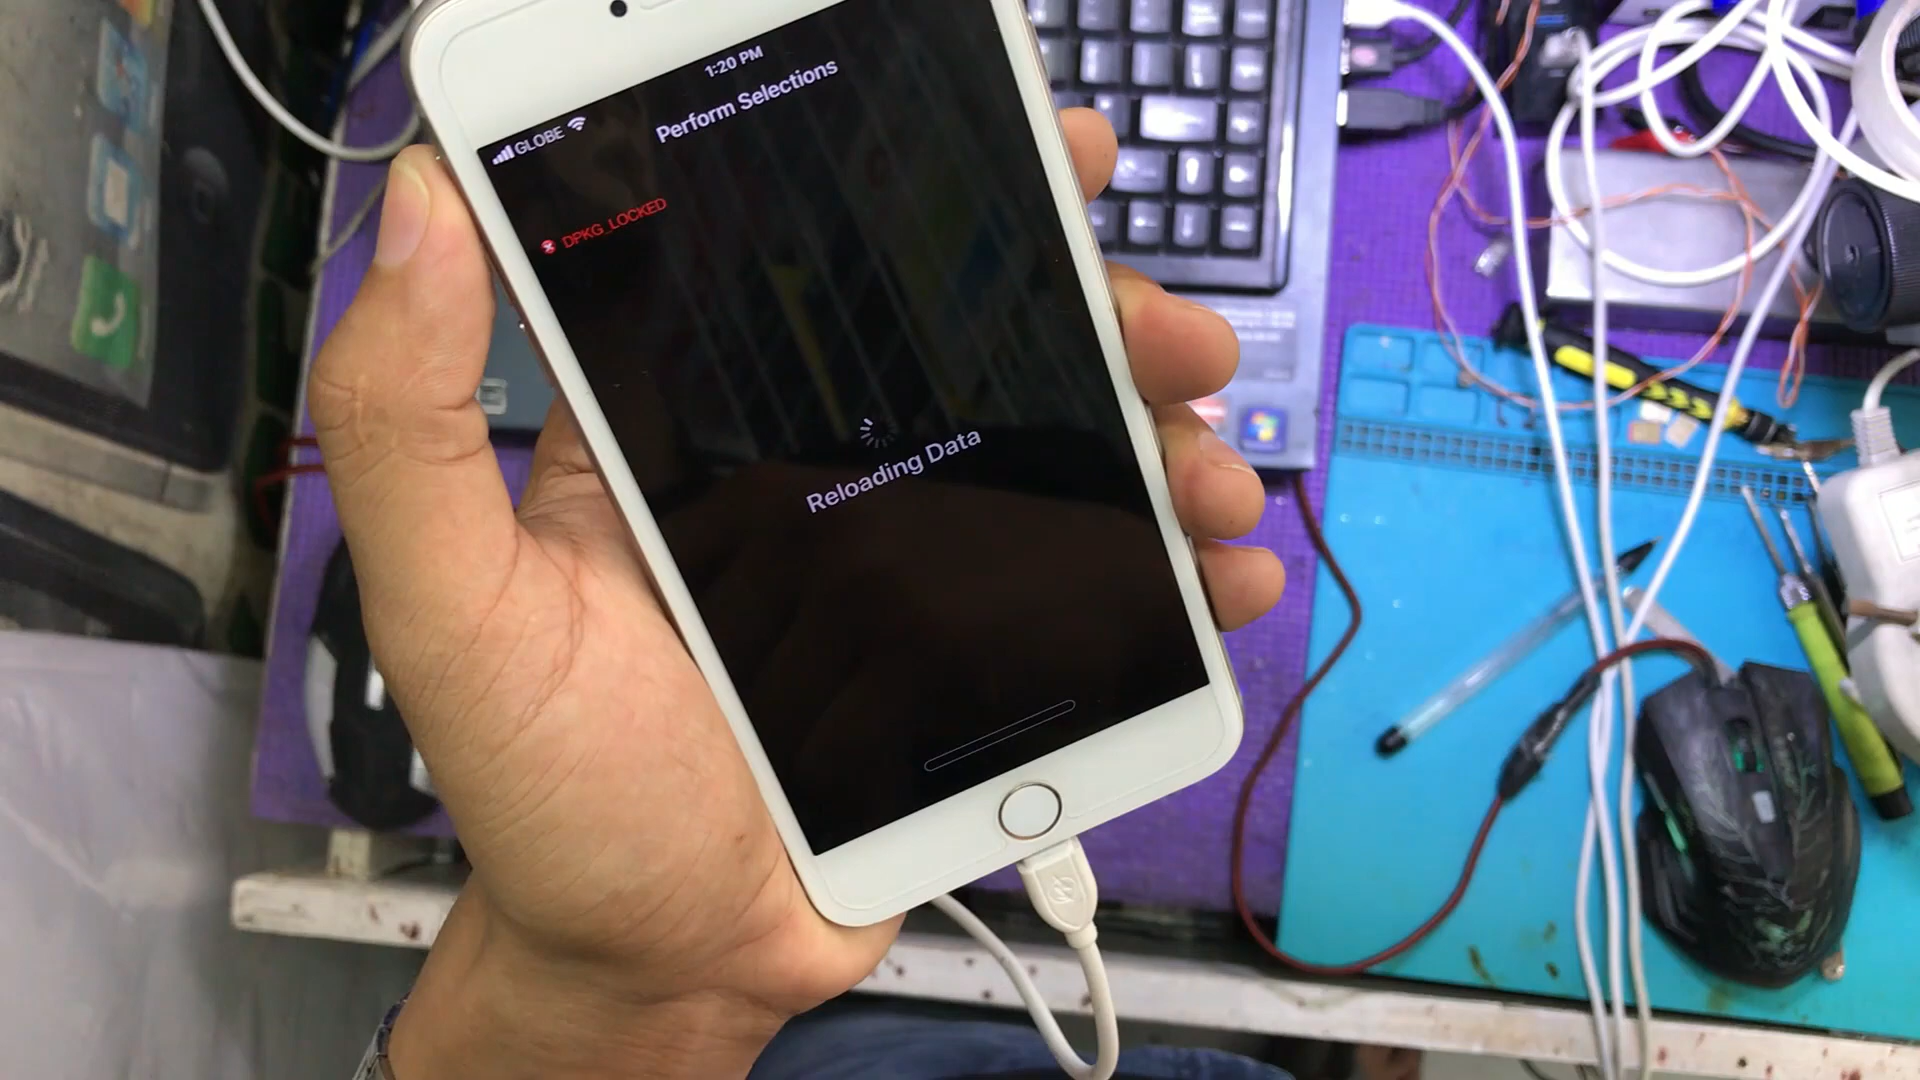 1:20 PM
GLOBE
Perform Selections
DPKG_LOCKED
Reloading Data